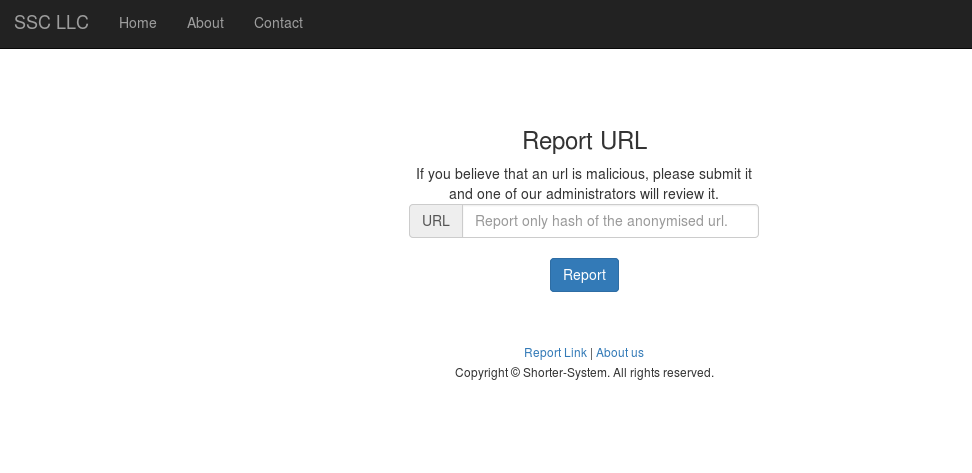 SSC LLC Home About Contact
Report URL
If you believe that an url is malicious, please submit it
and one of our administrators will review it.
URL Report only hash of the anonymised url.
Report
Report Link | About us
Copyright © Shorter-System. All rights reserved.